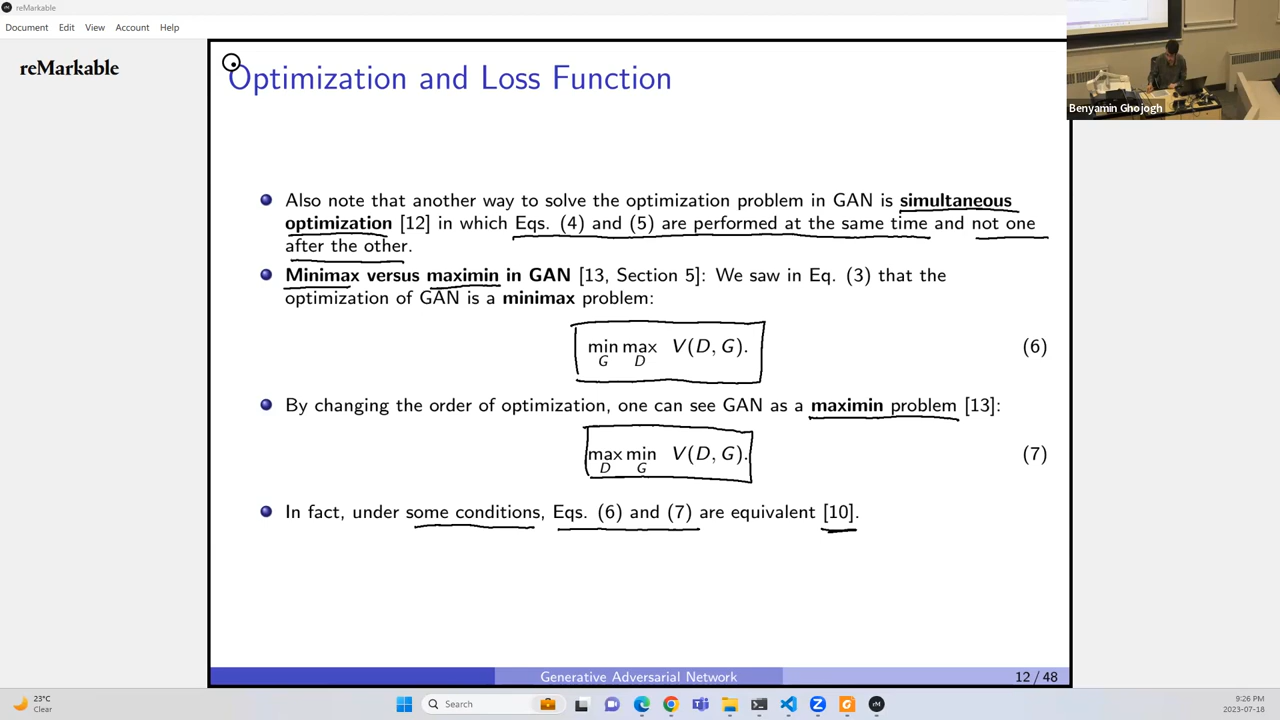 reMarkable
Document Edit View Account Help
reMarkable
Optimization and Loss Function
Benyamin Ghojogh
Also note that another way to solve the optimization problem in GAN is simultaneous
optimization [12] in which Eqs. (4) and (5) are performed at the same time and not one
after the other.
Minimax versus maximin in GAN [13, Section 5]: We saw in Eq. (3) that the
optimization of GAN is a minimax problem:
min max V(D, G). (6)
G D
By changing the order of optimization, one can see GAN as a maximin problem [13]:
max min V(D, G). (7)
D G
In fact, under some conditions, Eqs. (6) and (7) are equivalent [10].
Generative Adversarial Network 12 / 48
23°C
Clear
Search
9:26 PM
2023-07-18